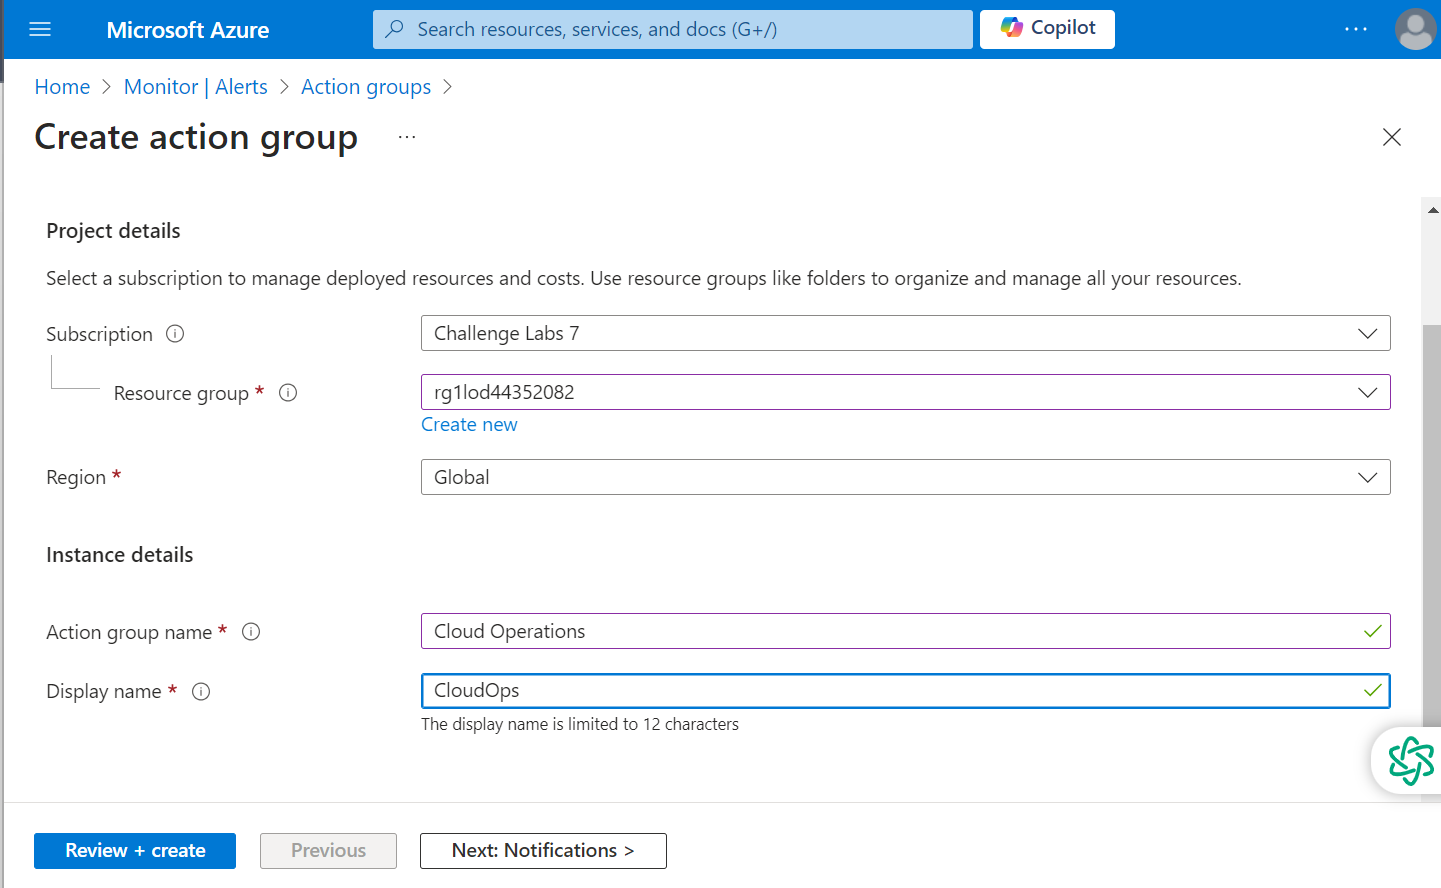 Microsoft Azure
Search resources, services, and docs (G+/)
Copilot
Home > Monitor | Alerts > Action groups >
Create action group ...
Project details
Select a subscription to manage deployed resources and costs. Use resource groups like folders to organize and manage all your resources.
Subscription
Challenge Labs 7
Resource group *
rg1lod44352082
Create new
Region *
Global
Instance details
Action group name *
Cloud Operations
Display name *
CloudOps
The display name is limited to 12 characters
Review + create
Previous
Next: Notifications >